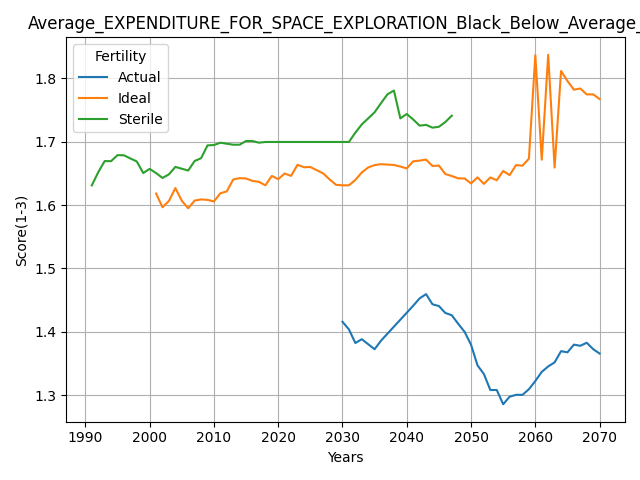 Average_EXPENDITURE_FOR_SPACE_EXPLORATION_Black_Below_Average_
Fertility
Actual
Ideal
Sterile
Score(1-3)
1.8
1.7
1.6
1.5
1.4
1.3
1990 2000 2010 2020 2030 2040 2050 2060 2070
Years